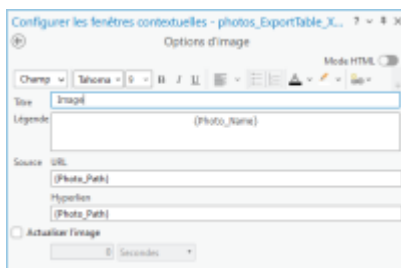 Configurer les fenêtres contextuelles - photos_ExportTable_X...
Options d'image
Mode HTML
Champ Tahoma 9 B I U A
Titre Image
Légende {Photo_Name}
Source URL
{Photo_Path}
Hyperlien
{Photo_Path}
Actualiser l'image
0 Secondes